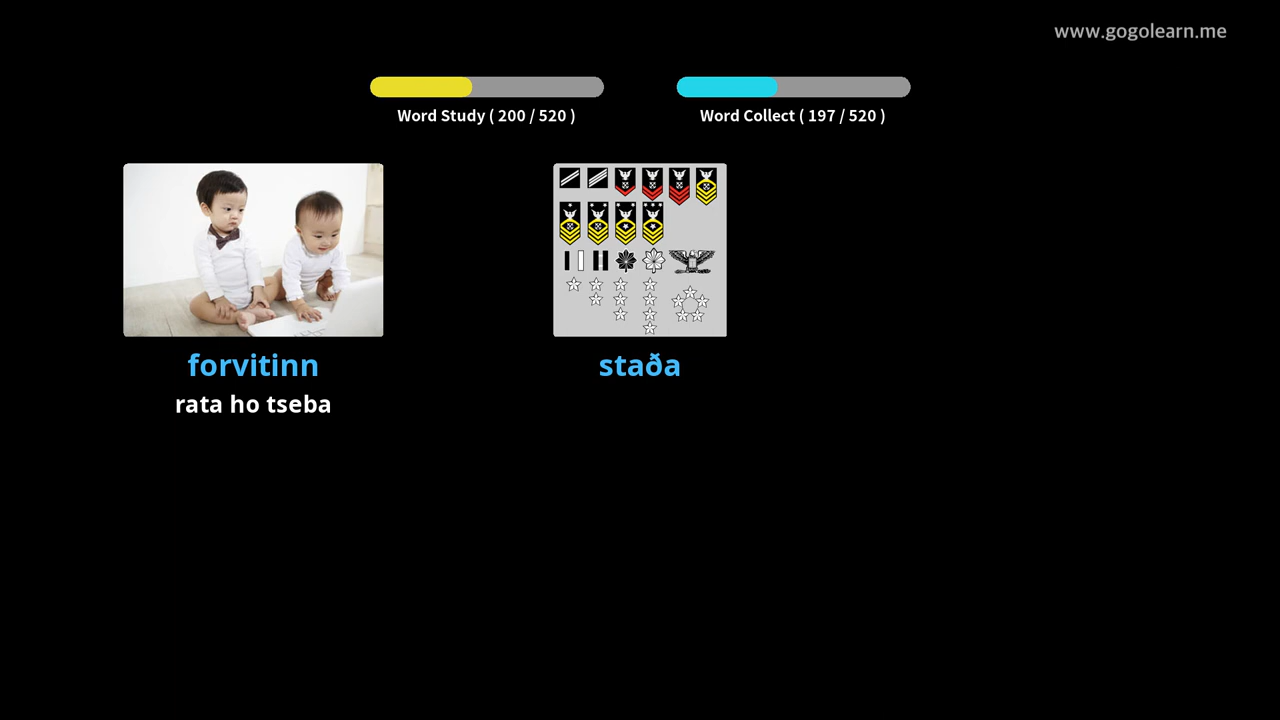 www.gogolearn.me
Word Study ( 200 / 520 )
Word Collect ( 197 / 520 )
forvitinn
rata ho tseba
staða